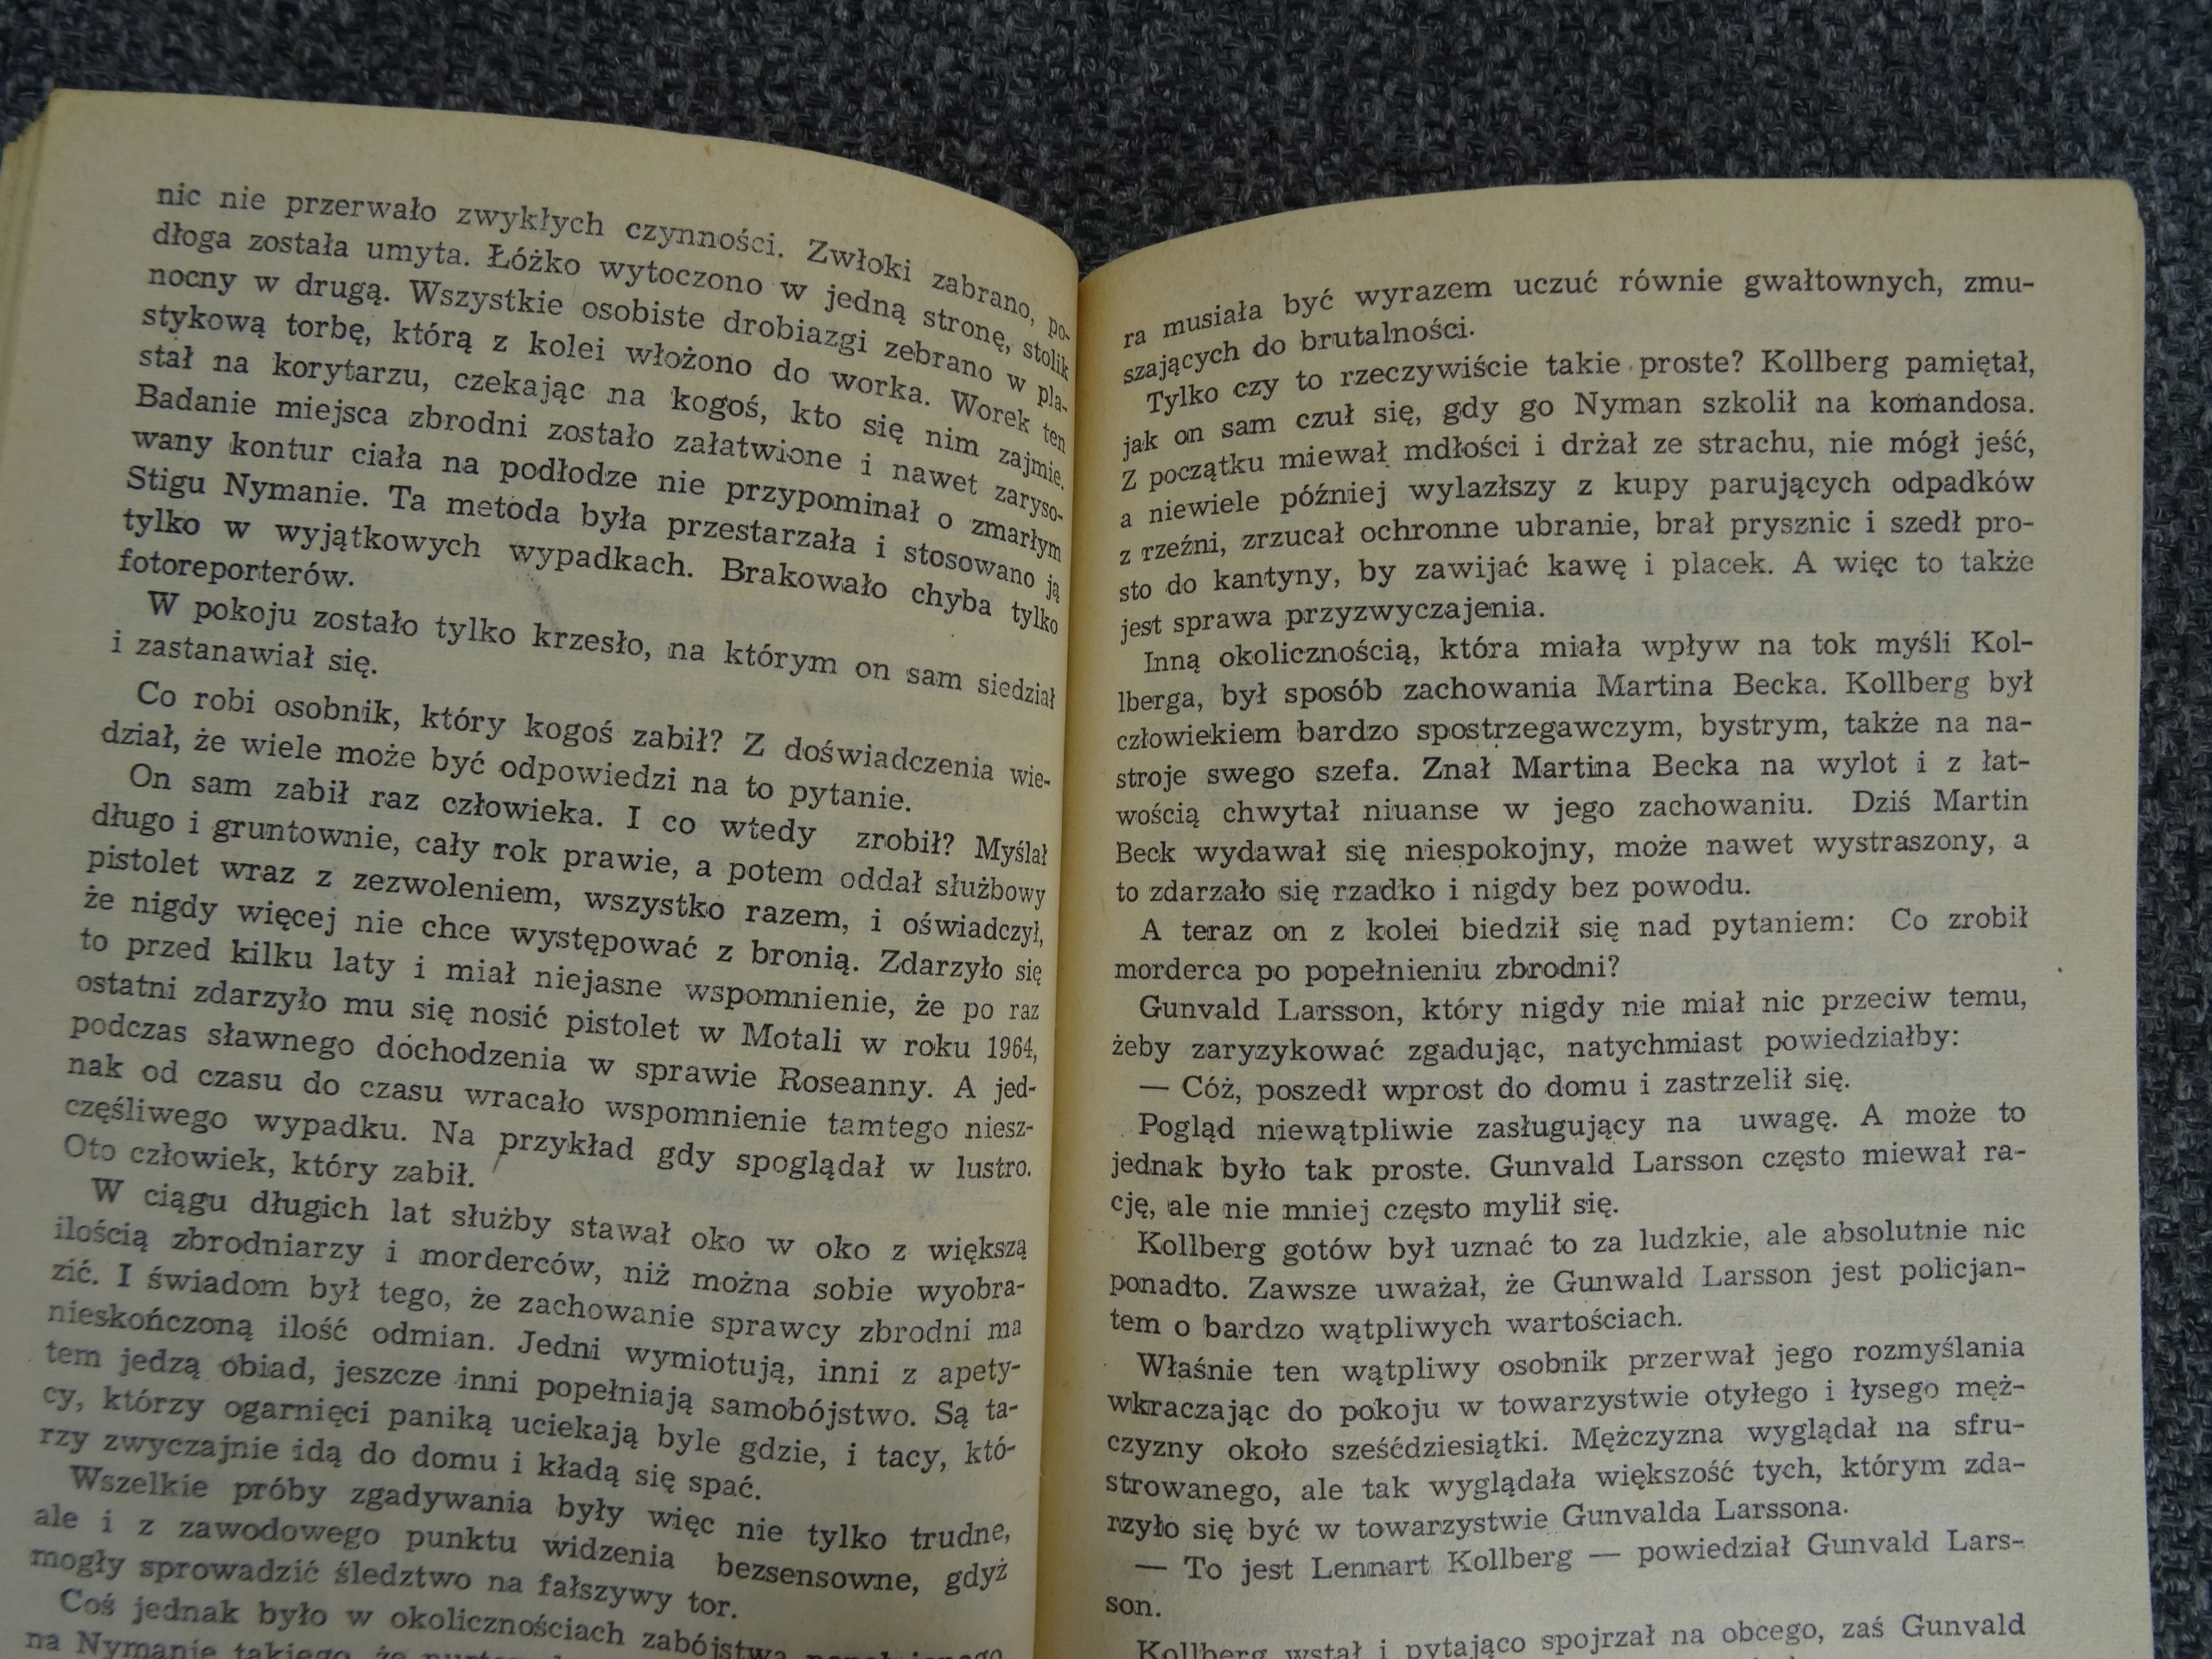 nic nie przerwało zwykłych czynności. Zwłoki zabrano, po-
dłoga została umyta. Łóżko wytoczono w jedną stronę, stolik
nocny w drugą. Wszystkie osobiste drobiazgi zebrano w pla-
stykową torbę, którą z kolei włożono do worka. Worek ten
stał na korytarzu, czekając na kogoś, kto się nim zajmie.
Badanie miejsca zbrodni zostało załatwione i nawet zaryso-
wany kontur ciała na podłodze nie przypominał o zmarłym
Stigu Nymanie. Ta metoda była przestarzała i stosowano ją
tylko w wyjątkowych wypadkach. Brakowało chyba tylko
fotoreporterów.
W pokoju zostało tylko krzesło, na którym on sam siedział
i zastanawiał się.
Co robi osobnik, który kogoś zabił? Z doświadczenia wie-
dział, że wiele może być odpowiedzi na to pytanie.
On sam zabił raz człowieka. I co wtedy zrobił? Myślał
długo i gruntownie, cały rok prawie, a potem oddał służbowy
pistolet wraz z zezwoleniem, wszystko razem, i oświadczył,
że nigdy więcej nie chce występować z bronią. Zdarzyło się
to przed kilku laty i miał niejasne wspomnienie, że po raz
ostatni zdarzyło mu się nosić pistolet w Motali w roku 1964,
podczas sławnego dochodzenia w sprawie Roseanny. A jed-
nak od czasu do czasu wracało wspomnienie tamtego niesz-
częśliwego wypadku. Na przykład gdy spoglądał w lustro.
Oto człowiek, który zabił.
W ciągu długich lat służby stawał oko w oko z większą
ilością zbrodniarzy i morderców, niż można sobie wyobra-
zić. I świadom był tego, że zachowanie sprawcy zbrodni ma
nieskończoną ilość odmian. Jedni wymiotują, inni z apety-
tem jedzą obiad, jeszcze inni popełniają samobójstwo. Są ta-
cy, którzy ogarnięci paniką uciekają byle gdzie, i tacy, któ-
rzy zwyczajnie idą do domu i kładą się spać.
Wszelkie próby zgadywania były więc nie tylko trudne,
ale i z zawodowego punktu widzenia bezsensowne, gdyż
mogły sprowadzić śledztwo na fałszywy tor.
Coś jednak było w okolicznościach zabójstwa
na Nymanie takiego, że
ra musiała być wyrazem uczuć równie gwałtownych, zmu-
szających do brutalności.
Tylko czy to rzeczywiście takie proste? Kollberg pamiętał,
jak on sam czuł się, gdy go Nyman szkolił na komandosa.
Z początku miewał mdłości i drżał ze strachu, nie mógł jeść,
a niewiele później wylazłszy z kupy parujących odpadków
z rzeźni, zrzucał ochronne ubranie, brał prysznic i szedł pro-
sto do kantyny, by zawijać kawę i placek. A więc to także
jest sprawa przyzwyczajenia.
Inną okolicznością, która miała wpływ na tok myśli Kol-
lberga, był sposób zachowania Martina Becka. Kollberg był
człowiekiem bardzo spostrzegawczym, bystrym, także na na-
stroje swego szefa. Znał Martina Becka na wylot i z łat-
wością chwytał niuanse w jego zachowaniu. Dziś Martin
Beck wydawał się niespokojny, może nawet wystraszony, a
to zdarzało się rzadko i nigdy bez powodu.
A teraz on z kolei biedził się nad pytaniem: Co zrobił
morderca po popełnieniu zbrodni?
Gunvald Larsson, który nigdy nie miał nic przeciw temu,
żeby zaryzykować zgadując, natychmiast powiedziałby:
— Cóż, poszedł wprost do domu i zastrzelił się.
Pogląd niewątpliwie zasługujący na uwagę. A może to
jednak było tak proste. Gunvald Larsson często miewał ra-
cję, ale nie mniej często mylił się.
Kollberg gotów był uznać to za ludzkie, ale absolutnie nic
ponadto. Zawsze uważał, że Gunwald Larsson jest policjan-
tem o bardzo wątpliwych wartościach.
Właśnie ten wątpliwy osobnik przerwał jego rozmyślania
wkraczając do pokoju w towarzystwie otyłego i łysego męż-
czyzny około sześćdziesiątki. Mężczyzna wyglądał na sfru-
strowanego, ale tak wyglądała większość tych, którym zda-
rzyło się być w towarzystwie Gunvalda Larssona.
— To jest Lennart Kollberg — powiedział Gunvald Lars-
son.
Kollberg wstał i pytająco spojrzał na obcego, zaś Gunvald